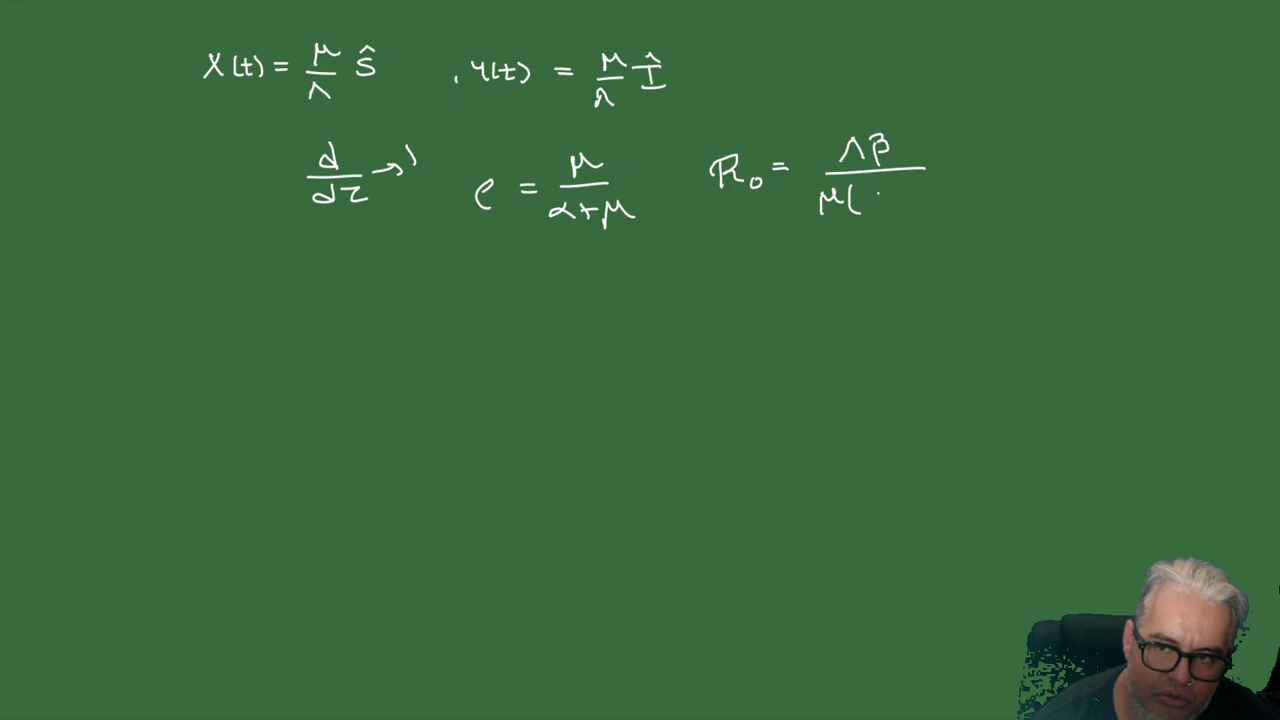 X(t) = μ/Λ Ŝ , Y(t) = μ/Λ Î
d/dτ → ' ρ = μ/(α+μ) R₀ = Λβ/μ(